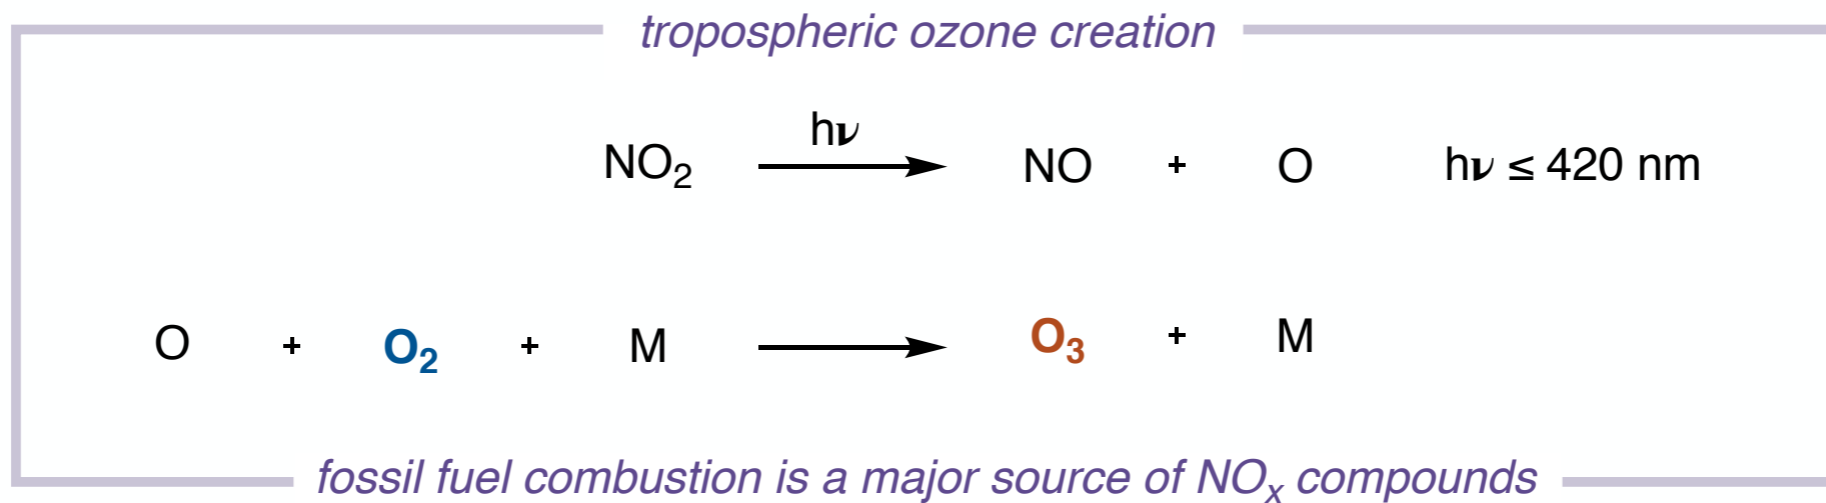 tropospheric ozone creation
hν
NO₂ → NO + O hν ≤ 420 nm
O + O₂ + M → O₃ + M
fossil fuel combustion is a major source of NOₓ compounds